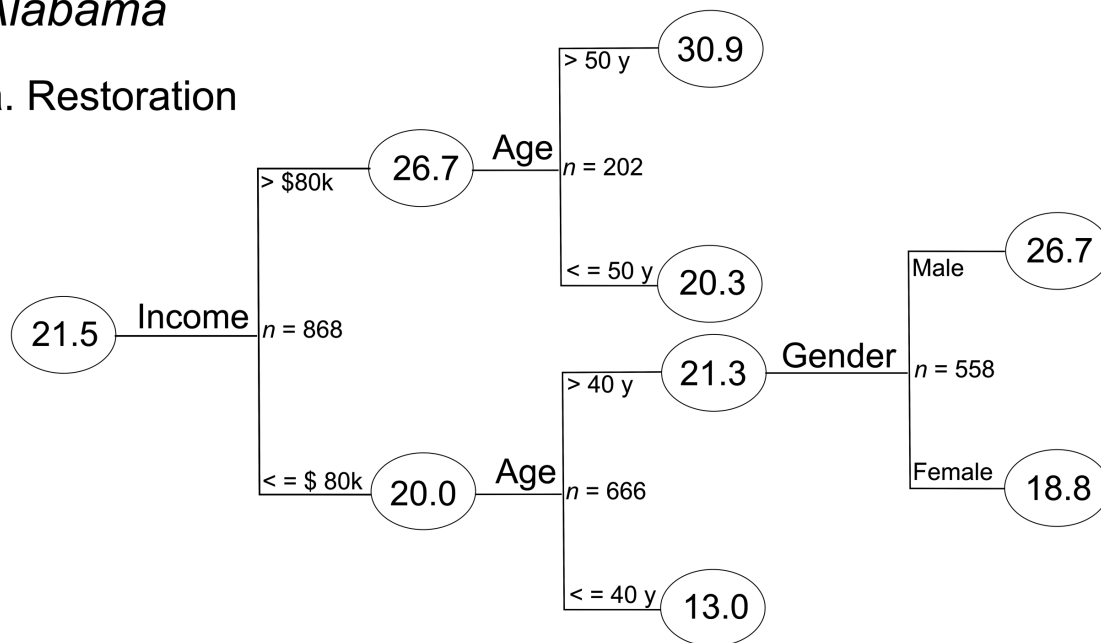 Alabama
a. Restoration
21.5
Income
n = 868
> $80k
26.7
Age
n = 202
> 50 y
30.9
< = 50 y
20.3
< = $ 80k
20.0
Age
n = 666
> 40 y
21.3
Gender
n = 558
Male
26.7
Female
18.8
< = 40 y
13.0